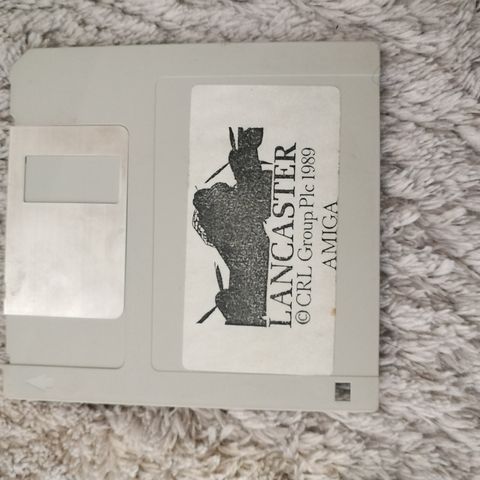 LANCASTER
© CRL Group Plc 1989
AMIGA